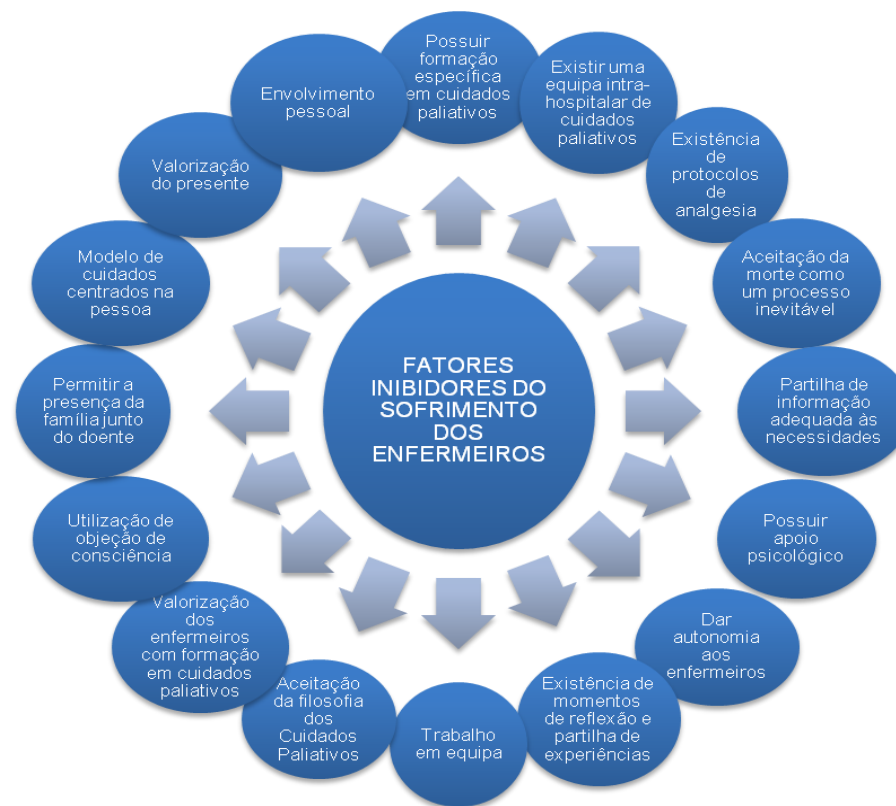 FATORES
INIBIDORES DO
SOFRIMENTO
DOS
ENFERMEIROS
Possuir
formação
específica
em cuidados
paliativos
Existir uma
equipa intra-
hospitalar de
cuidados
paliativos
Existência
de
protocolos
de
analgesia
Aceitação da
morte como
um processo
inevitável
Partilha de
informação
adequada às
necessidades
Possuir
apoio
psicológico
Dar
autonomia
aos
enfermeiros
Existência de
momentos
de reflexão e
partilha de
experiências
Trabalho
em equipa
Aceitação
da filosofia
dos
Cuidados
Paliativos
Valorização
dos
enfermeiros
com formação
em cuidados
paliativos
Utilização de
objeção de
consciência
Permitir a
presença da
família junto
do doente
Modelo de
cuidados
centrados na
pessoa
Valorização
do presente
Envolvimento
pessoal